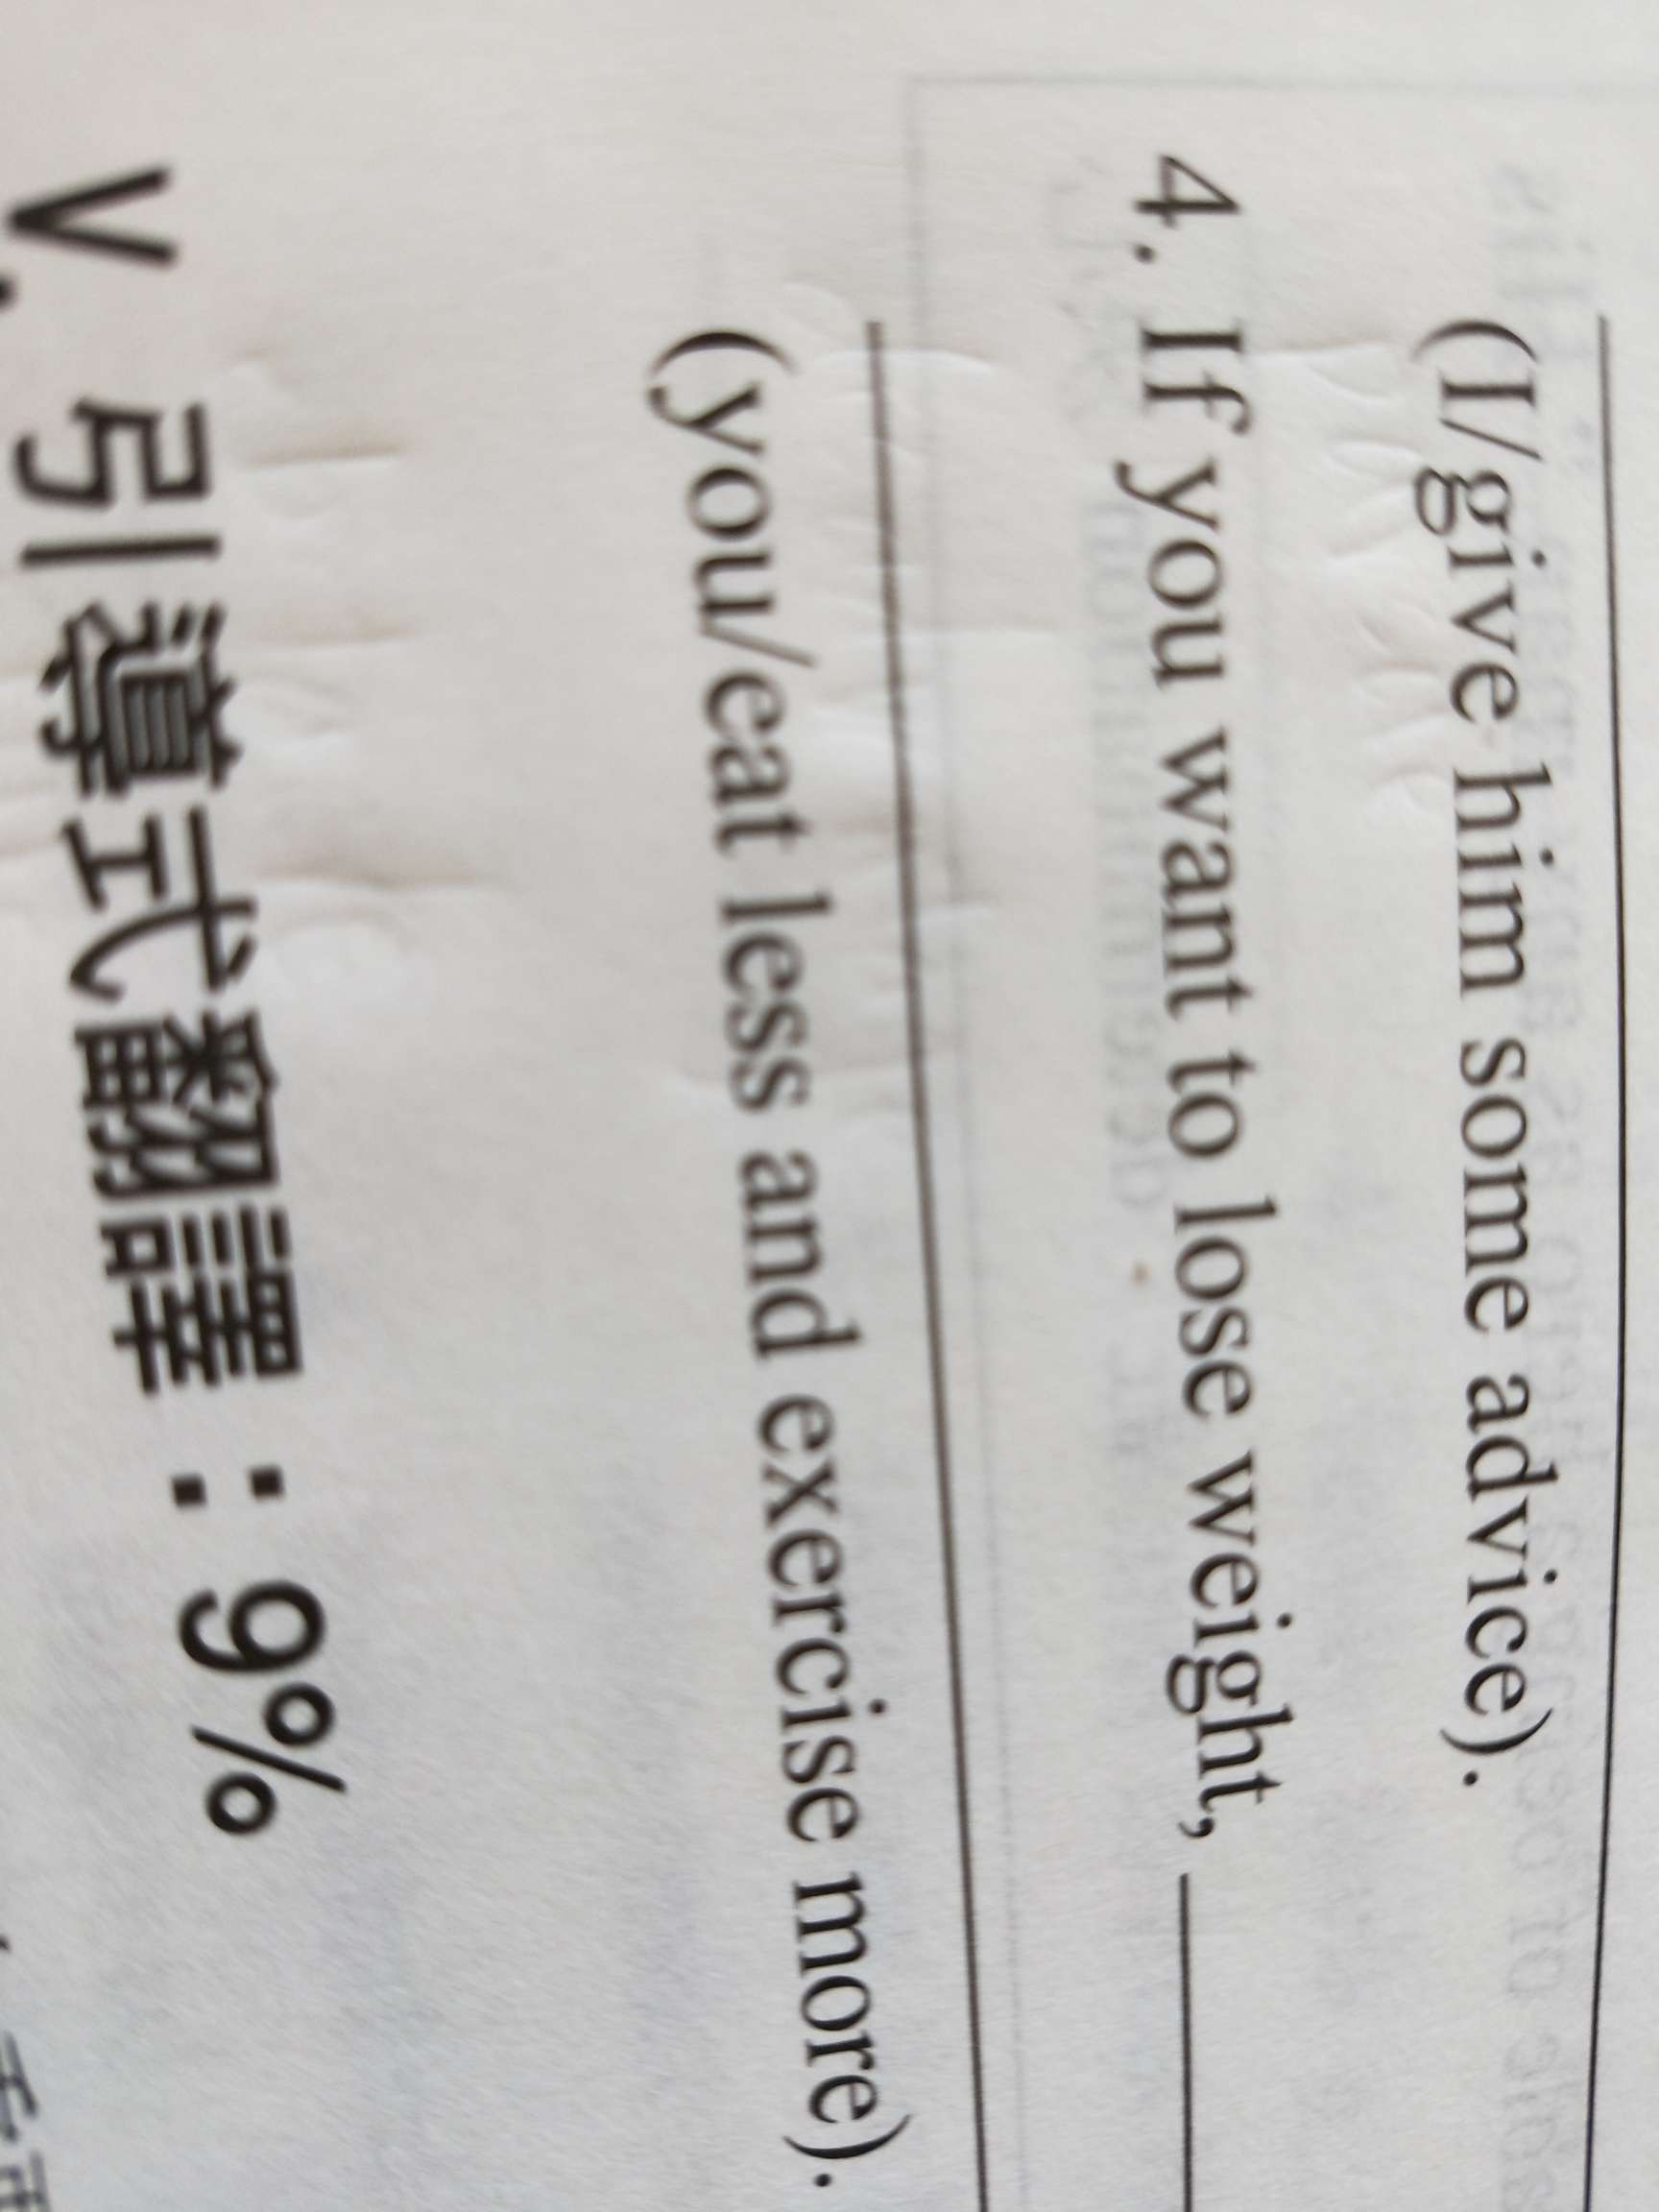 (I/give him some advice).
4. If you want to lose weight,
(you/eat less and exercise more).
V. 引導式翻譯：9%